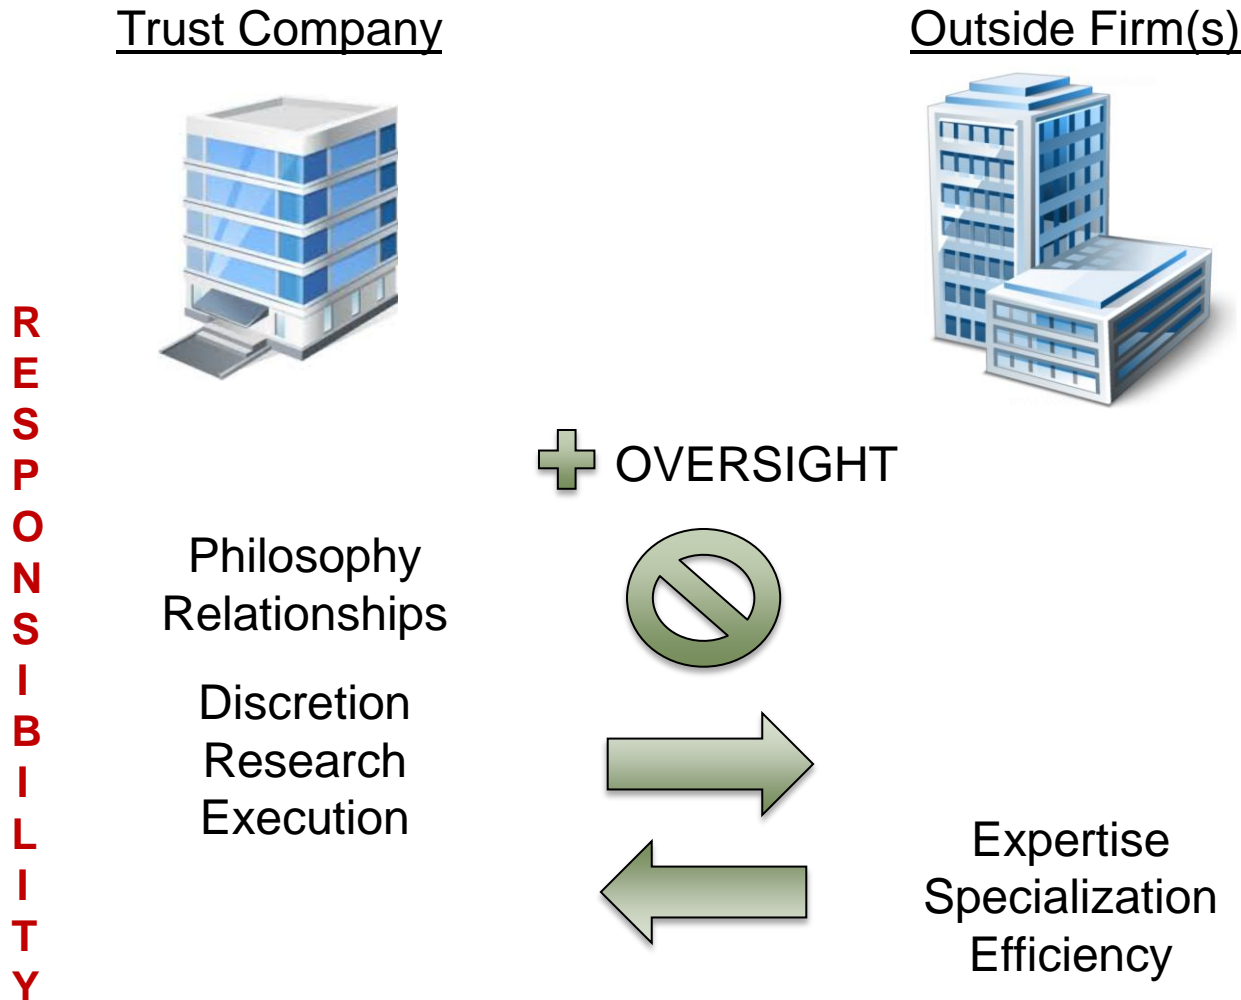 Trust Company
Outside Firm(s)
RESPONSIBILITY
OVERSIGHT
Philosophy
Relationships
Discretion
Research
Execution
Expertise
Specialization
Efficiency